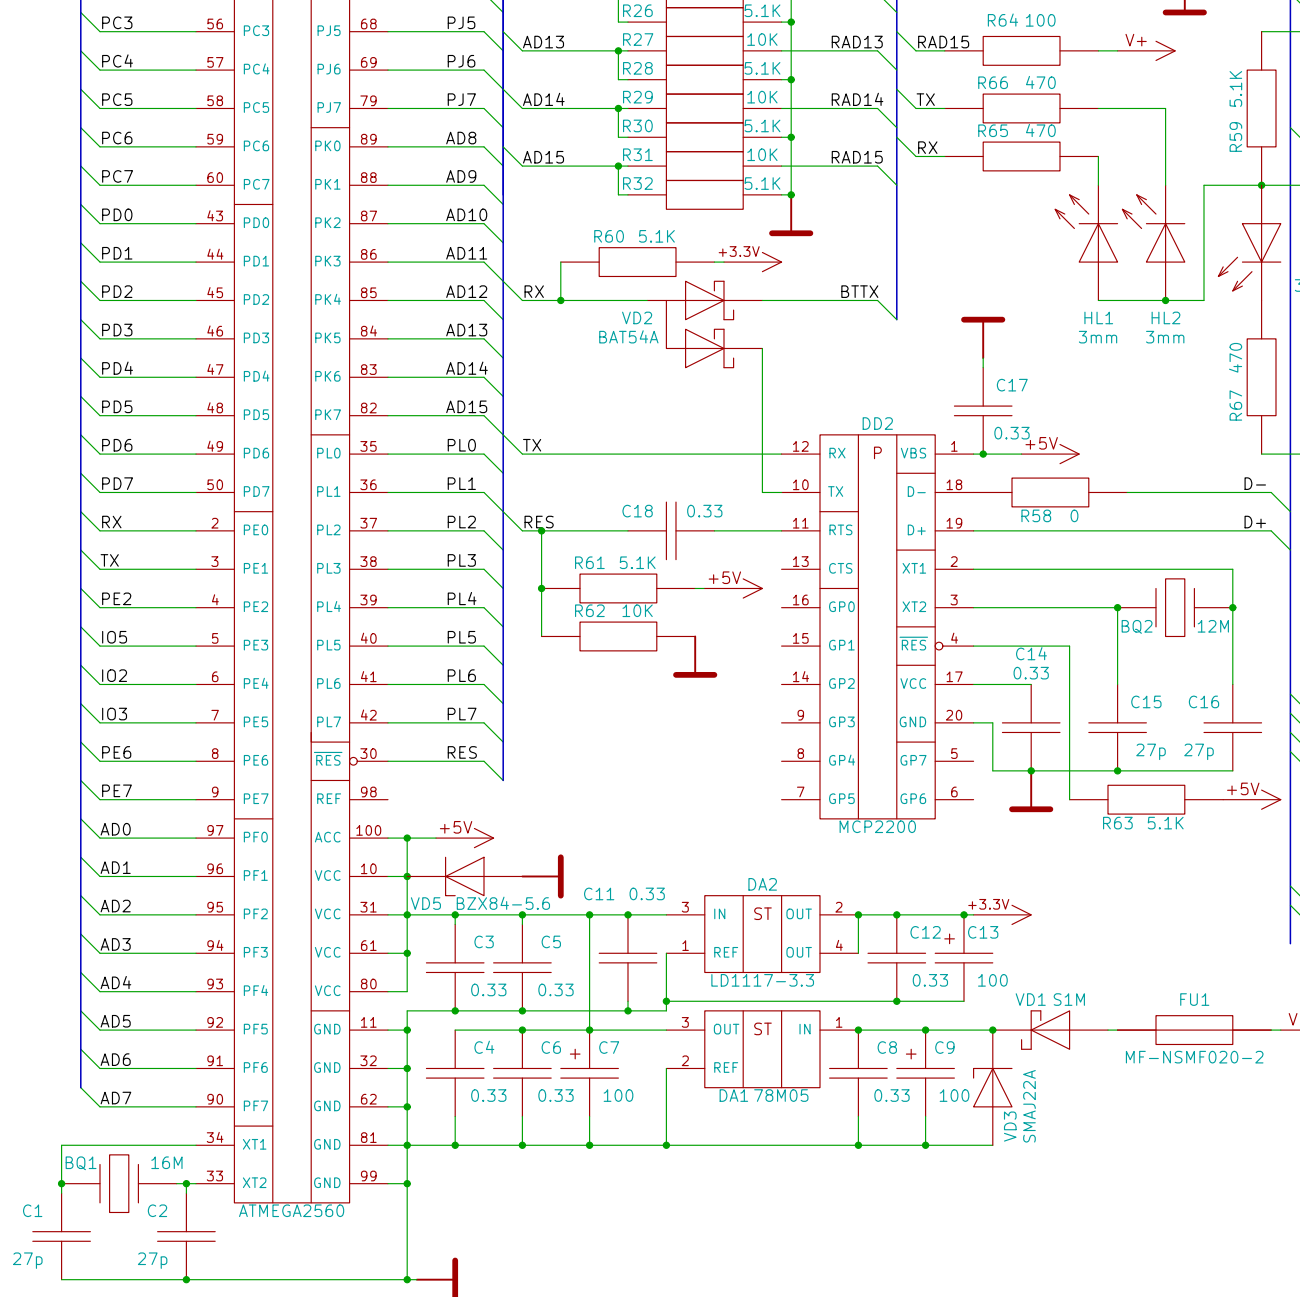 PC3 56 PC3 PJ5 68 PJ5
PC4 57 PC4 PJ6 69 PJ6
PC5 58 PC5 PJ7 79 PJ7
PC6 59 PC6 PK0 89 AD8
PC7 60 PC7 PK1 88 AD9
PD0 43 PD0 PK2 87 AD10
PD1 44 PD1 PK3 86 AD11
PD2 45 PD2 PK4 85 AD12
PD3 46 PD3 PK5 84 AD13
PD4 47 PD4 PK6 83 AD14
PD5 48 PD5 PK7 82 AD15
PD6 49 PD6 PL0 35 PL0
PD7 50 PD7 PL1 36 PL1
RX 2 PE0 PL2 37 PL2
TX 3 PE1 PL3 38 PL3
PE2 4 PE2 PL4 39 PL4
IO5 5 PE3 PL5 40 PL5
IO2 6 PE4 PL6 41 PL6
IO3 7 PE5 PL7 42 PL7
PE6 8 PE6 RES 30 RES
PE7 9 PE7 REF 98
AD0 97 PF0 ACC 100
AD1 96 PF1 VCC 10
AD2 95 PF2 VCC 31
AD3 94 PF3 VCC 61
AD4 93 PF4 VCC 80
AD5 92 PF5 GND 11
AD6 91 PF6 GND 32
AD7 90 PF7 GND 62
34 XT1 GND 81
33 XT2 GND 99
ATMEGA2560
BQ1 16M
C1 C2
27p 27p
R26 5.1K
AD13 R27 10K RAD13
R28 5.1K
AD14 R29 10K RAD14
R30 5.1K
AD15 R31 10K RAD15
R32 5.1K
R60 5.1K +3.3V
RX BTTX
VD2
BAT54A
TX
RES
C18 0.33
R61 5.1K +5V
R62 10K
R64 100
RAD15 V+
R66 470
TX
R65 470
RX
HL1 HL2
3mm 3mm
R59 5.1K
R67 470
C17
0.33
+5V
DD2
P
12 RX VBS 1
10 TX D- 18
11 RTS D+ 19
13 CTS XT1 2
16 GP0 XT2 3
15 GP1 RES 4
14 GP2 VCC 17
9 GP3 GND 20
8 GP4 GP7 5
7 GP5 GP6 6
MCP2200
D-
R58 0
D+
BQ2 12M
C14
0.33
C15 C16
27p 27p
+5V
R63 5.1K
+5V
VD5 BZX84-5.6
C11 0.33
C3 C5
0.33 0.33
DA2
3 IN ST OUT 2
1 REF OUT 4
LD1117-3.3
+3.3V
C12 + C13
0.33 100
C4 C6 + C7
0.33 0.33 100
3 OUT ST IN 1
2 REF
DA1 78M05
C8 + C9
0.33 100
VD3
SMAJ22A
VD1 S1M
FU1
MF-NSMF020-2
V